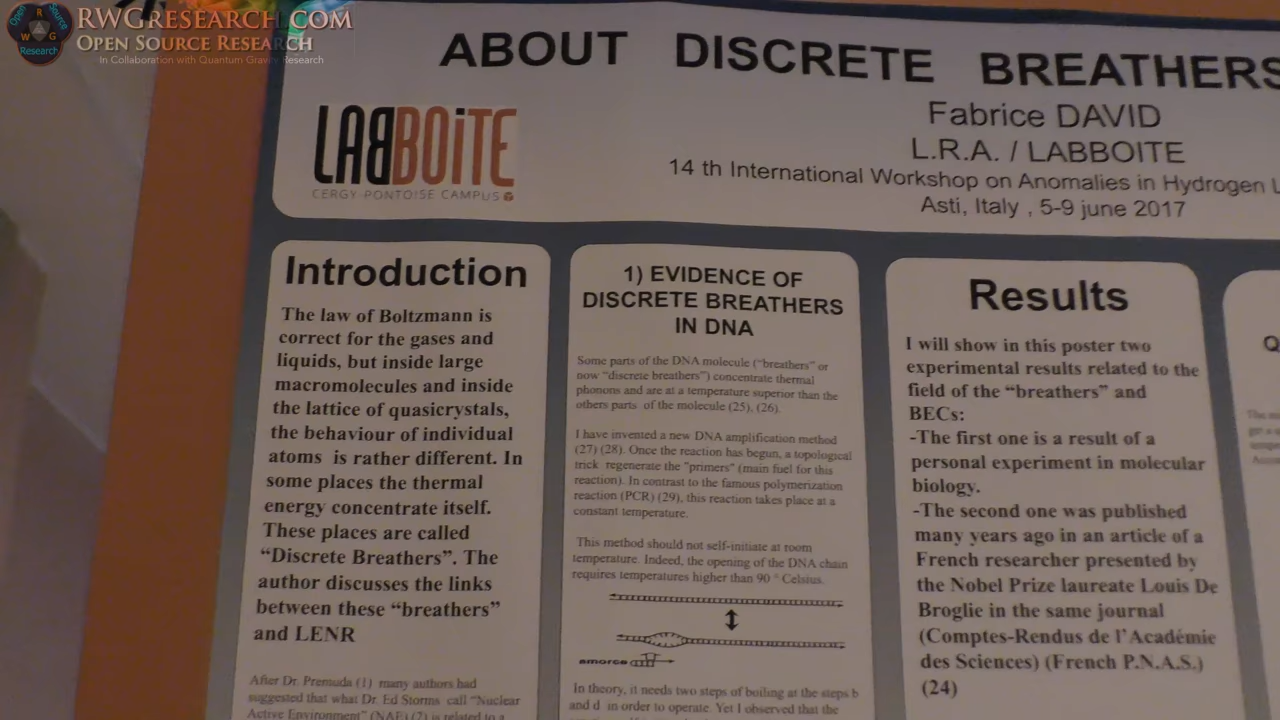 RWGRESEARCH.COM
OPEN SOURCE RESEARCH
in Collaboration with Quantum Gravity Research
Open Source
R W G
Research
ABOUT DISCRETE BREATHERS
Fabrice DAVID
L.R.A. / LABBOITE
14 th International Workshop on Anomalies in Hydrogen L
Asti, Italy , 5-9 june 2017
LABBOiTE
CERGY-PONTOISE CAMPUS
Introduction
The law of Boltzmann is
correct for the gases and
liquids, but inside large
macromolecules and inside
the lattice of quasicrystals,
the behaviour of individual
atoms is rather different. In
some places the thermal
energy concentrate itself.
These places are called
“Discrete Breathers”. The
author discusses the links
between these “breathers”
and LENR
After Dr. Premuda (1) many authors had
suggested that what Dr. Ed Storms call “Nuclear
Active Environment” (NAE) (2) is related to a
1) EVIDENCE OF
DISCRETE BREATHERS
IN DNA
Some parts of the DNA molecule (“breathers” or
now “discrete breathers”) concentrate thermal
phonons and are at a temperature superior than the
others parts of the molecule (25), (26).
I have invented a new DNA amplification method
(27) (28). Once the reaction has begun, a topological
trick regenerate the "primers" (main fuel for this
reaction). In contrast to the famous polymerization
reaction (PCR) (29), this reaction takes place at a
constant temperature.
This method should not self-initiate at room
temperature. Indeed, the opening of the DNA chain
requires temperatures higher than 90 ° Celsius.
amorce
In theory, it needs two steps of boiling at the steps b
and d in order to operate. Yet I observed that the
Results
I will show in this poster two
experimental results related to the
field of the “breathers” and
BECs:
-The first one is a result of a
personal experiment in molecular
biology.
-The second one was published
many years ago in an article of a
French researcher presented by
the Nobel Prize laureate Louis De
Broglie in the same journal
(Comptes-Rendus de l’Académie
des Sciences) (French P.N.A.S.)
(24)